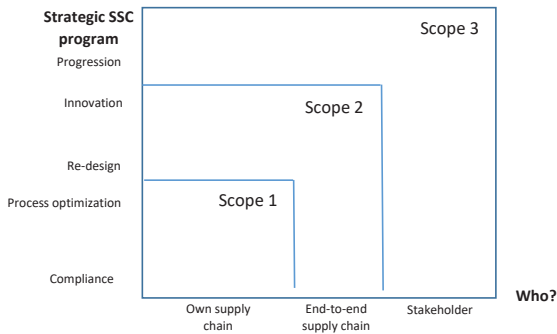 Strategic SSC
program
Scope 3
Progression
Innovation
Scope 2
Re-design
Process optimization
Scope 1
Compliance
Who?
Own supply
chain
End-to-end
supply chain
Stakeholder